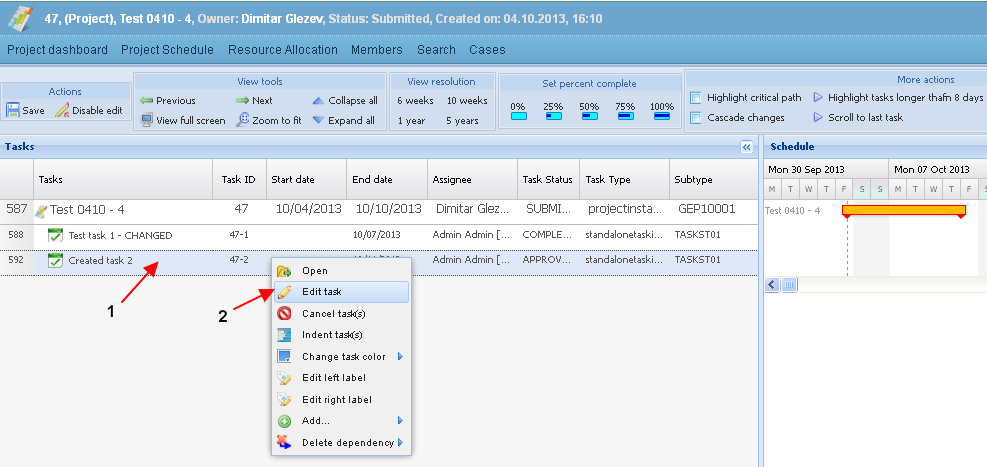 47, (Project), Test 0410 - 4, Owner: Dimitar Glezev, Status: Submitted, Created on: 04.10.2013, 16:10
Project dashboard Project Schedule Resource Allocation Members Search Cases
Actions
Save Disable edit
View tools
Previous Next Collapse all
View full screen Zoom to fit Expand all
View resolution
6 weeks 10 weeks
1 year 5 years
Set percent complete
0% 25% 50% 75% 100%
More actions
Highlight critical path Highlight tasks longer thafn 8 days
Cascade changes Scroll to last task
Tasks
Tasks Task ID Start date End date Assignee Task Status Task Type Subtype
587 Test 0410 - 4 47 10/04/2013 10/10/2013 Dimitar Glez... SUBMI... projectinsta... GEP10001
588 Test task 1 - CHANGED 47-1 10/07/2013 Admin Admin [... COMPLE... standalonetaski... TASKST01
592 Created task 2 47-2 Admin Admin [... APPROV... standalonetaski... TASKST01
1
2
Open
Edit task
Cancel task(s)
Indent task(s)
Change task color
Edit left label
Edit right label
Add...
Delete dependency
Schedule
Mon 30 Sep 2013 Mon 07 Oct 2013
M T W T F S S M T W T F S
Test 0410 - 4